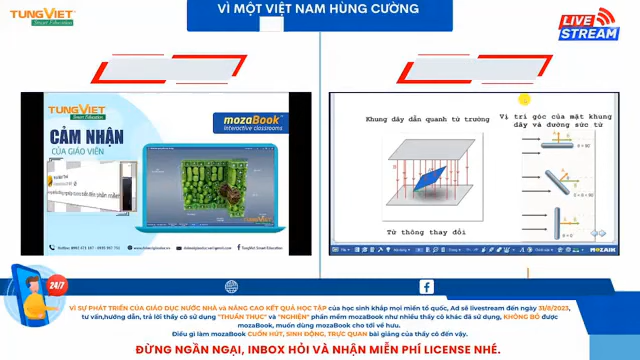 TUNGVIET
Smart Education
VÌ MỘT VIỆT NAM HÙNG CƯỜNG
LIVE
STREAM
TUNGVIET
Smart Education
CẢM NHẬN
CỦA GIÁO VIÊN
mozaBook
interactive classrooms
Khung dây dẫn quanh từ trường
Từ thông thay đổi
Vị trí góc của mặt khung
dây và đường sức từ
MOZAIK
24/7
VÌ SỰ PHÁT TRIỂN CỦA GIÁO DỤC NƯỚC NHÀ và NÂNG CAO KẾT QUẢ HỌC TẬP của học sinh khắp mọi miền tổ quốc, Ad sẽ livestream đến ngày 31/8/2023,
tư vấn,hướng dẫn, trả lời thầy cô sử dụng "THUẦN THỤC" và "NGHIỆN" phần mềm mozaBook như nhiều thầy cô khác đã sử dụng, KHÔNG BỎ được
mozaBook, muốn dùng mozaBook cho tới về hưu.
Điều gì làm mozaBook CUỐN HÚT, SINH ĐỘNG, TRỰC QUAN bài giảng của thầy cô đến vậy.
ĐỪNG NGẦN NGẠI, INBOX HỎI VÀ NHẬN MIỄN PHÍ LICENSE NHÉ.